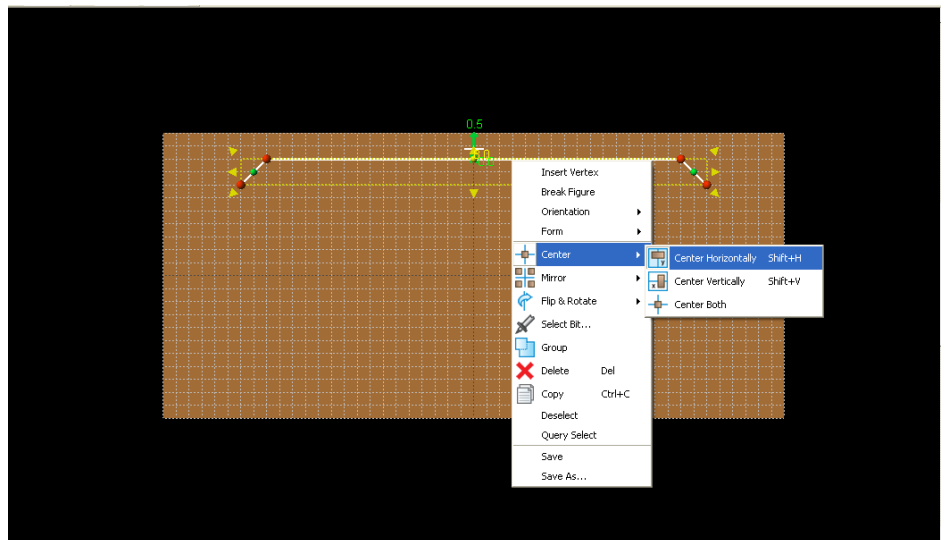 0.5
Insert Vertex
Break Figure
Orientation
Form
Center
Center Horizontally Shift+H
Mirror
Center Vertically Shift+V
Flip & Rotate
Center Both
Select Bit...
Group
Delete Del
Copy Ctrl+C
Deselect
Query Select
Save
Save As...